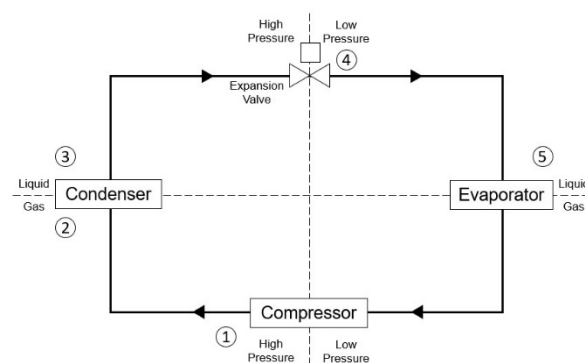 High
Pressure
Low
Pressure
④
Expansion
Valve
③
⑤
Liquid
Condenser
Evaporator
Liquid
Gas
②
Gas
Compressor
①
High
Pressure
Low
Pressure